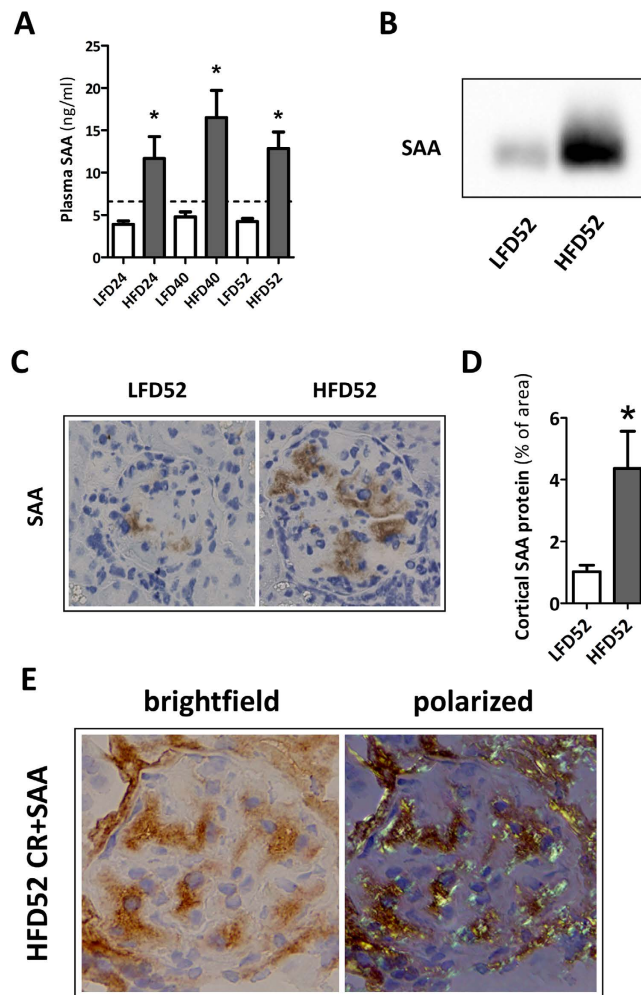 A
Plasma SAA (ng/ml)
25
20
15
10
5
0
*
*
*
LFD24
HFD24
LFD40
HFD40
LFD52
HFD52
B
SAA
LFD52
HFD52
C
LFD52
HFD52
SAA
D
Cortical SAA protein (% of area)
6
4
2
0
*
LFD52
HFD52
E
brightfield
polarized
HFD52 CR+SAA